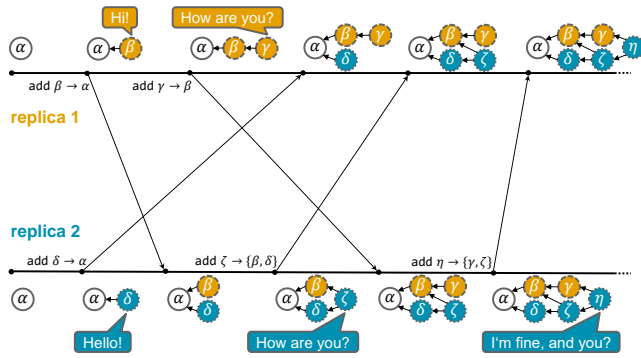 Hi!
How are you?
α
α β
α β γ
α β γ δ
α β γ δ ζ
α β γ δ ζ η
add β → α
add γ → β
replica 1
replica 2
add δ → α
add ζ → {β, δ}
add η → {γ, ζ}
α
α δ
α β δ
α β δ ζ
α β γ δ ζ
α β γ δ ζ η
Hello!
How are you?
I'm fine, and you?